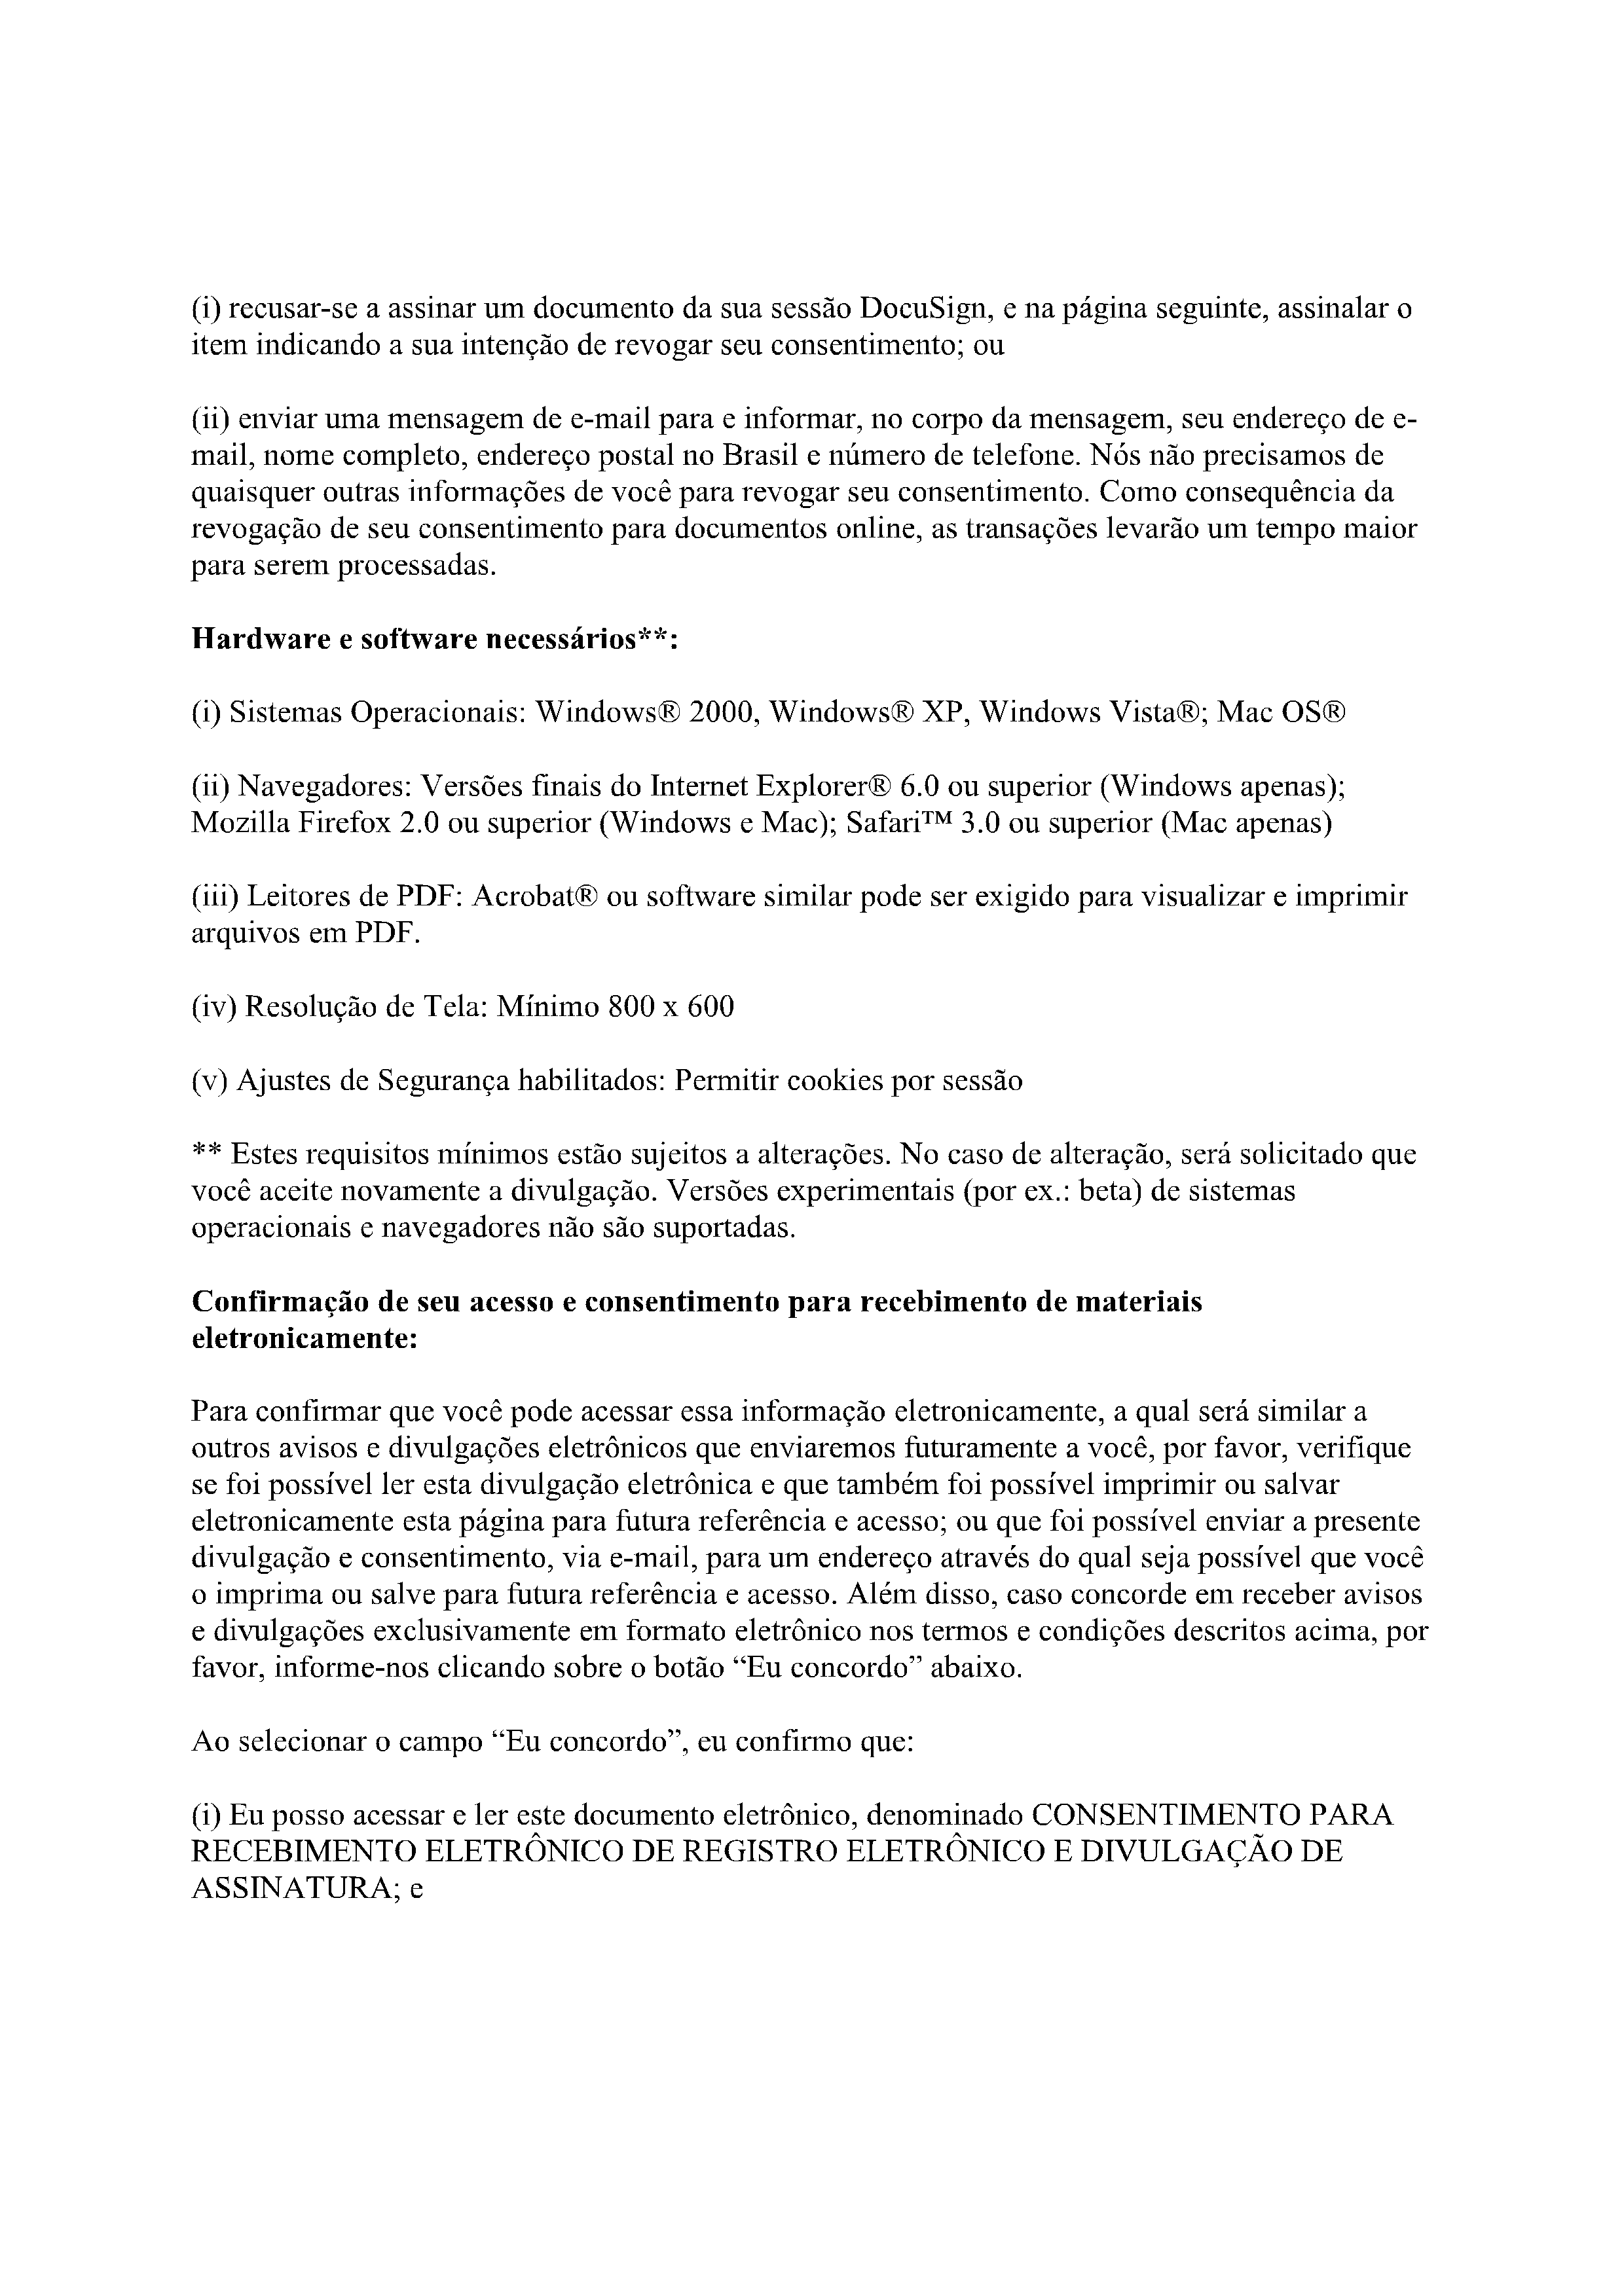 (i) recusar-se a assinar um documento da sua sessão DocuSign, e na página seguinte, assinalar o
item indicando a sua intenção de revogar seu consentimento; ou
(ii) enviar uma mensagem de e-mail para e informar, no corpo da mensagem, seu endereço de e-
mail, nome completo, endereço postal no Brasil e número de telefone. Nós não precisamos de
quaisquer outras informações de você para revogar seu consentimento. Como consequência da
revogação de seu consentimento para documentos online, as transações levarão um tempo maior
para serem processadas.
Hardware e software necessários**:
(i) Sistemas Operacionais: Windows® 2000, Windows® XP, Windows Vista®; Mac OS®
(ii) Navegadores: Versões finais do Internet Explorer® 6.0 ou superior (Windows apenas);
Mozilla Firefox 2.0 ou superior (Windows e Mac); Safari™ 3.0 ou superior (Mac apenas)
(iii) Leitores de PDF: Acrobat® ou software similar pode ser exigido para visualizar e imprimir
arquivos em PDF.
(iv) Resolução de Tela: Mínimo 800 x 600
(v) Ajustes de Segurança habilitados: Permitir cookies por sessão
** Estes requisitos mínimos estão sujeitos a alterações. No caso de alteração, será solicitado que
você aceite novamente a divulgação. Versões experimentais (por ex.: beta) de sistemas
operacionais e navegadores não são suportadas.
Confirmação de seu acesso e consentimento para recebimento de materiais
eletronicamente:
Para confirmar que você pode acessar essa informação eletronicamente, a qual será similar a
outros avisos e divulgações eletrônicos que enviaremos futuramente a você, por favor, verifique
se foi possível ler esta divulgação eletrônica e que também foi possível imprimir ou salvar
eletronicamente esta página para futura referência e acesso; ou que foi possível enviar a presente
divulgação e consentimento, via e-mail, para um endereço através do qual seja possível que você
o imprima ou salve para futura referência e acesso. Além disso, caso concorde em receber avisos
e divulgações exclusivamente em formato eletrônico nos termos e condições descritos acima, por
favor, informe-nos clicando sobre o botão “Eu concordo” abaixo.
Ao selecionar o campo “Eu concordo”, eu confirmo que:
(i) Eu posso acessar e ler este documento eletrônico, denominado CONSENTIMENTO PARA
RECEBIMENTO ELETRÔNICO DE REGISTRO ELETRÔNICO E DIVULGAÇÃO DE
ASSINATURA; e